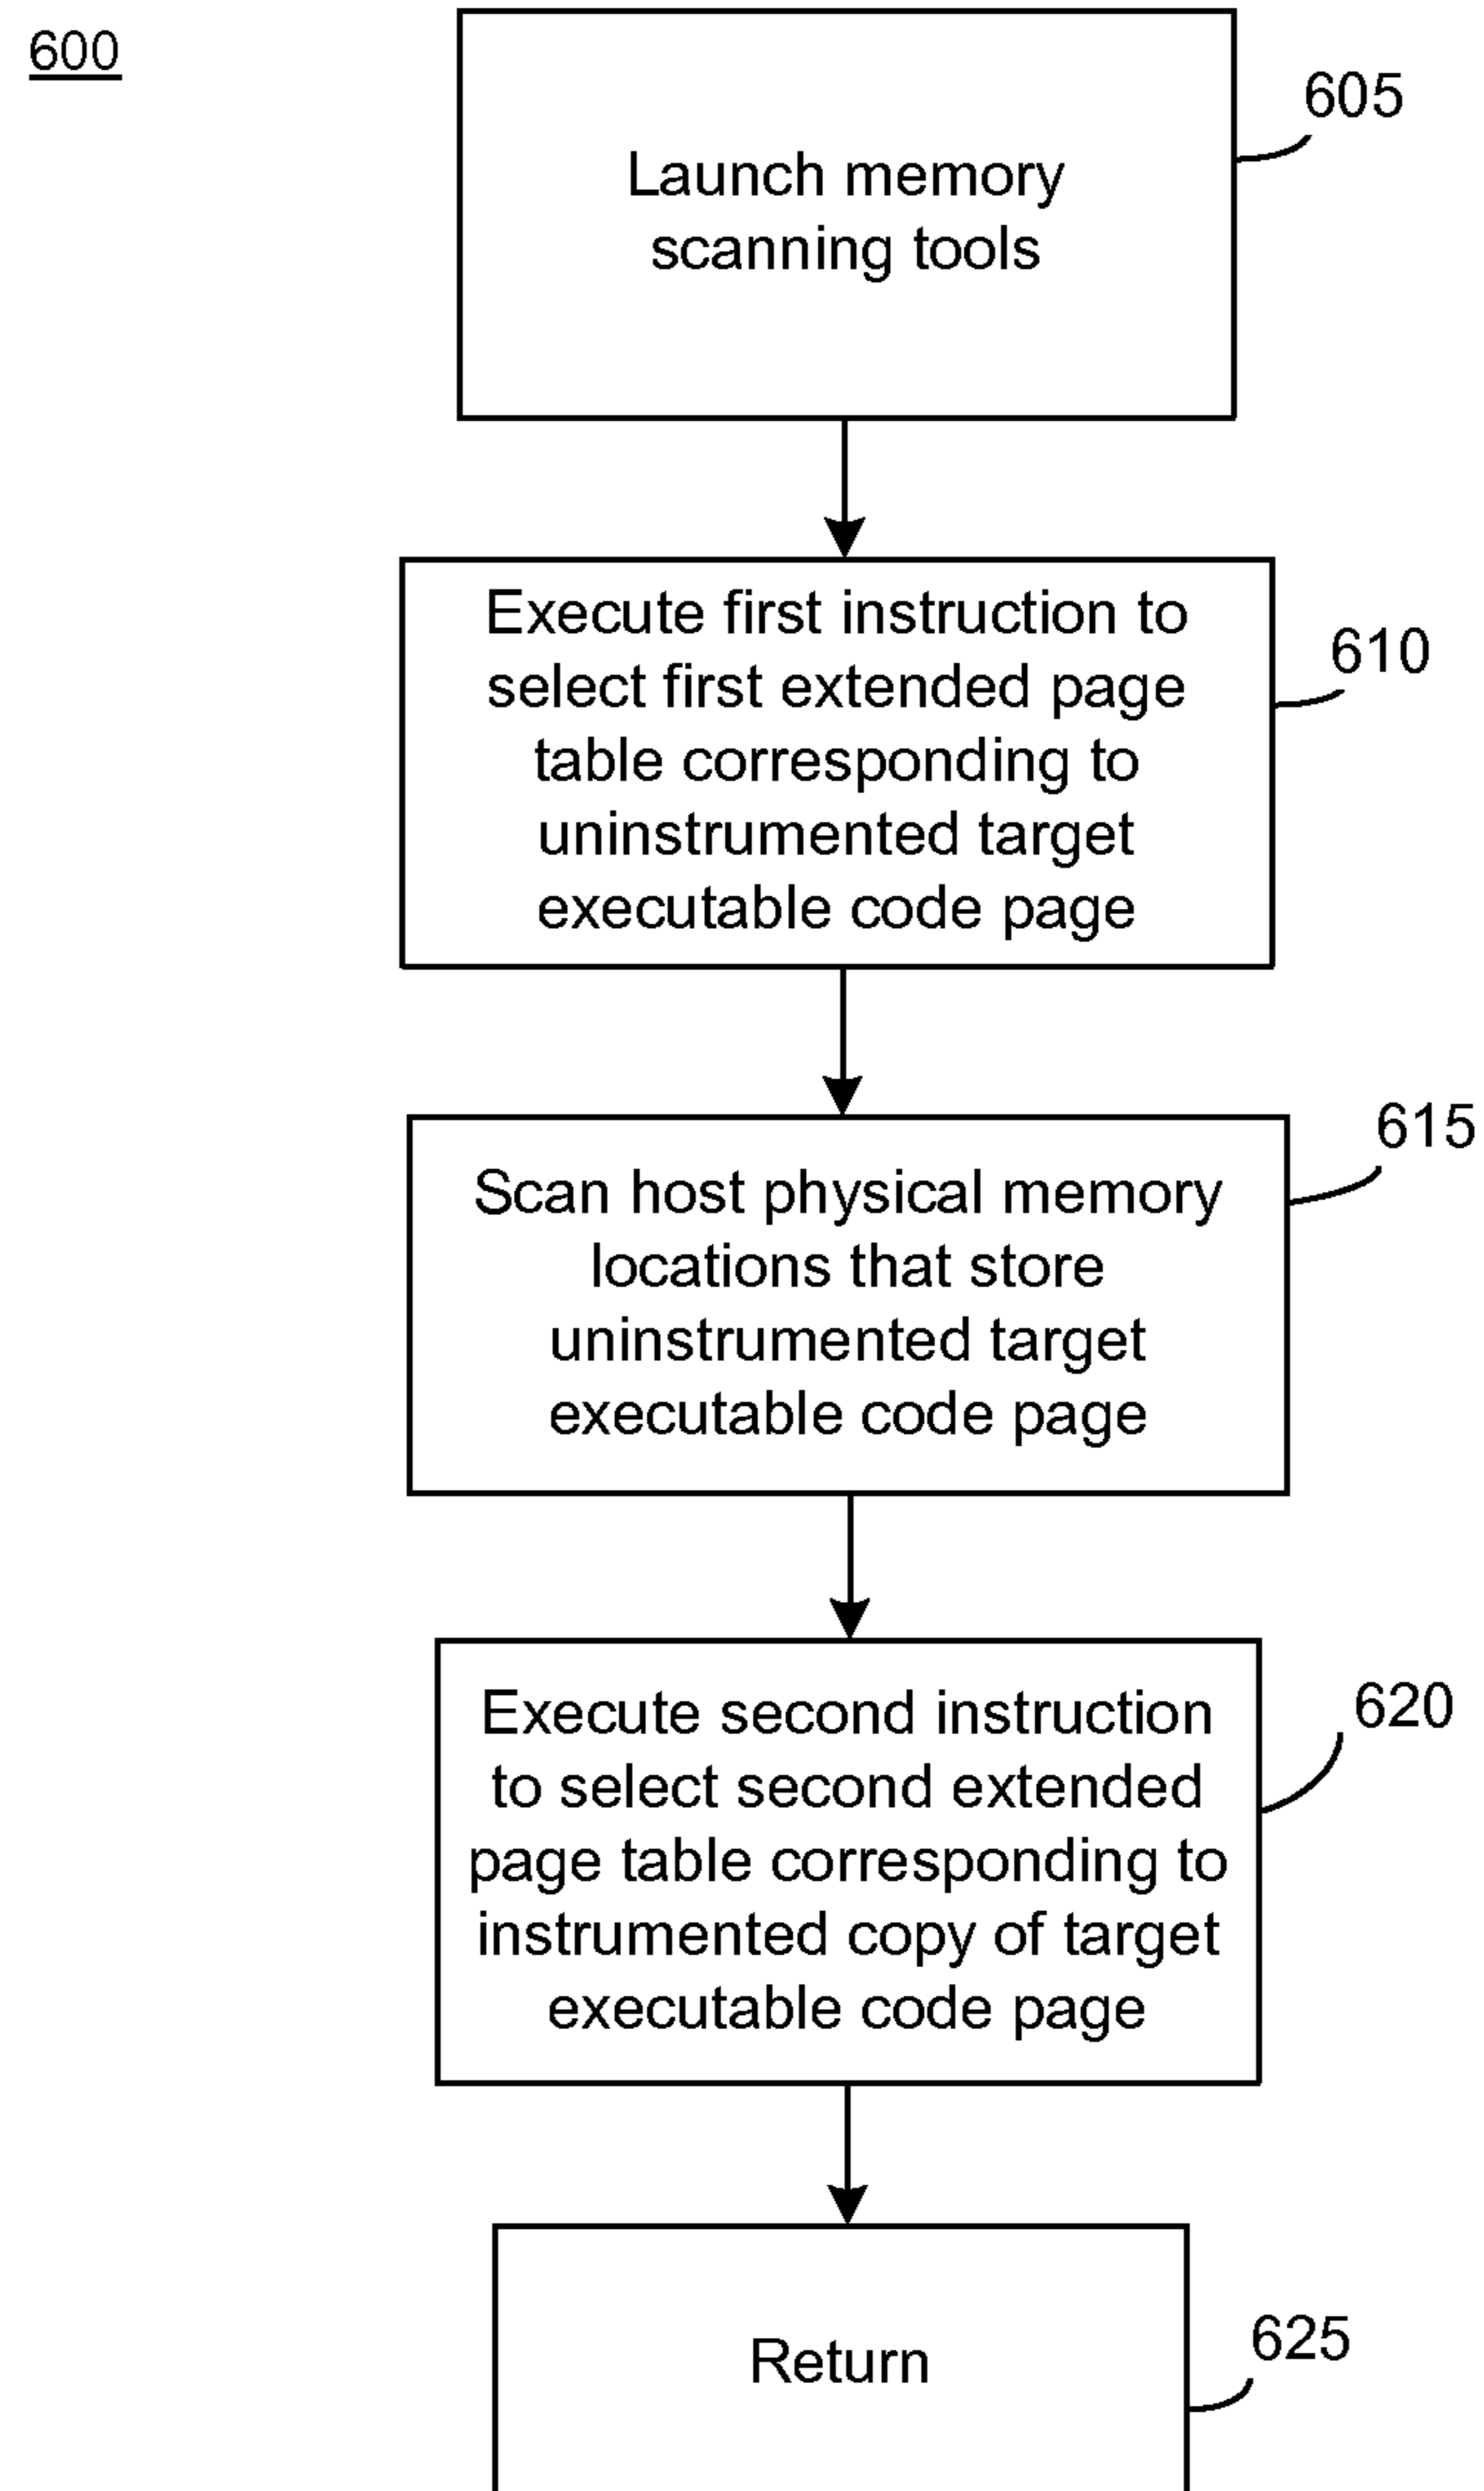 600
605
Launch memory
scanning tools
Execute first instruction to
select first extended page
table corresponding to
uninstrumented target
executable code page
610
615
Scan host physical memory
locations that store
uninstrumented target
executable code page
620
Execute second instruction
to select second extended
page table corresponding to
instrumented copy of target
executable code page
625
Return